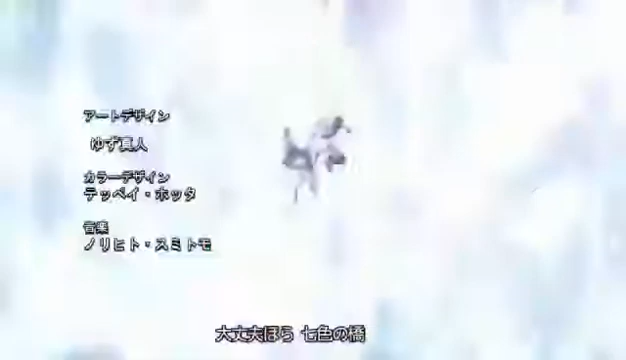 アートデザイン
ゆず真人
カラーデザイン
テッペイ・ホッタ
音楽
ノリヒト・スミトモ
大丈夫ほら 七色の橋